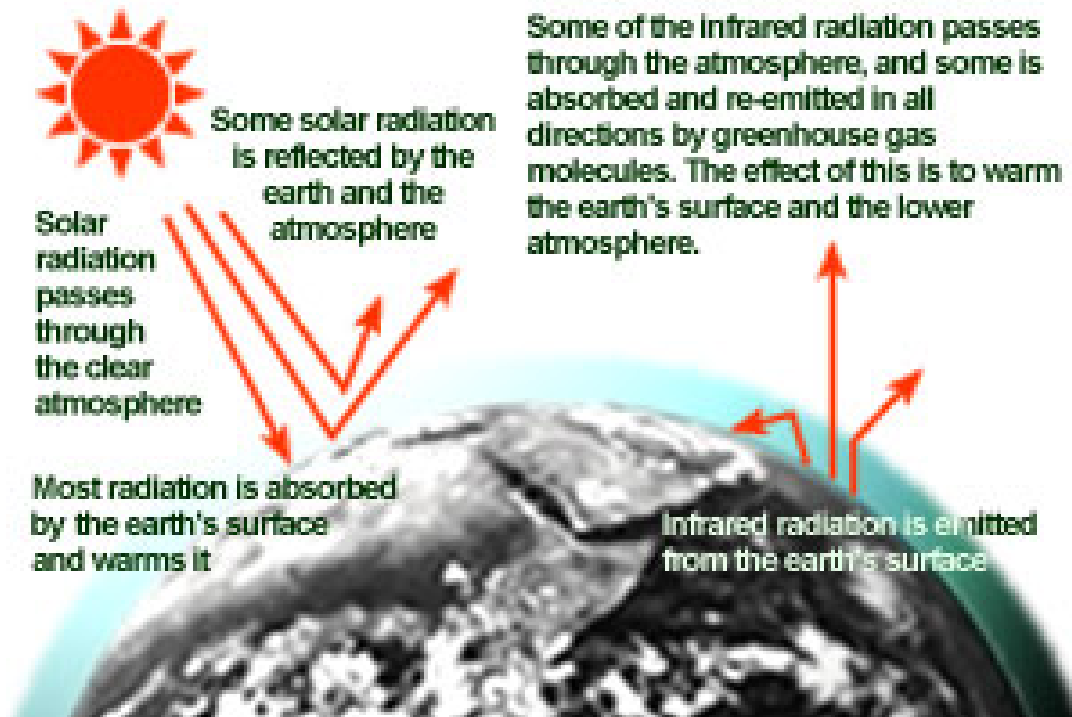 Some of the infrared radiation passes
through the atmosphere, and some is
absorbed and re-emitted in all
directions by greenhouse gas
molecules. The effect of this is to warm
the earth's surface and the lower
atmosphere.
Some solar radiation
is reflected by the
earth and the
atmosphere
Solar
radiation
passes
through
the clear
atmosphere
Most radiation is absorbed
by the earth's surface
and warms it
Infrared radiation is emitted
from the earth's surface